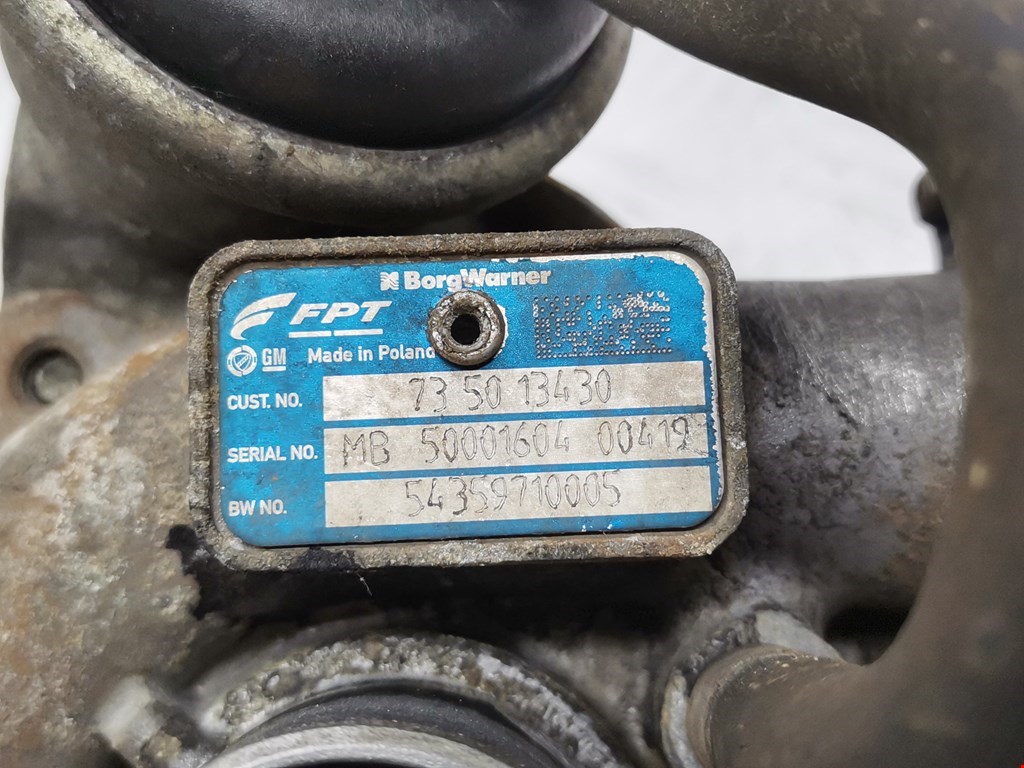 BorgWarner
FPT
GM Made in Poland
CUST. NO. 73 50 13430
SERIAL NO. MB 50001604 00419
BW NO. 54359710005